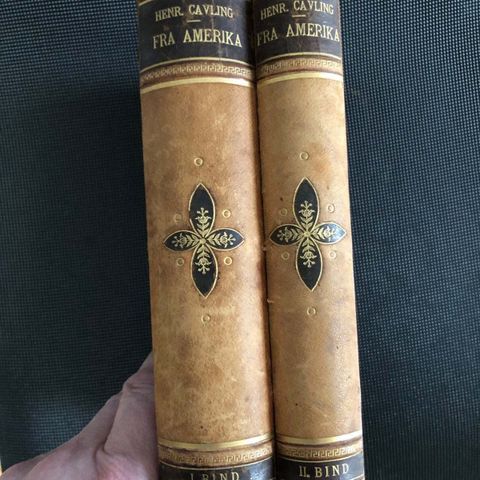 HENR. CAVLING
FRA AMERIKA
I. BIND
HENR. CAVLING
FRA AMERIKA
II. BIND